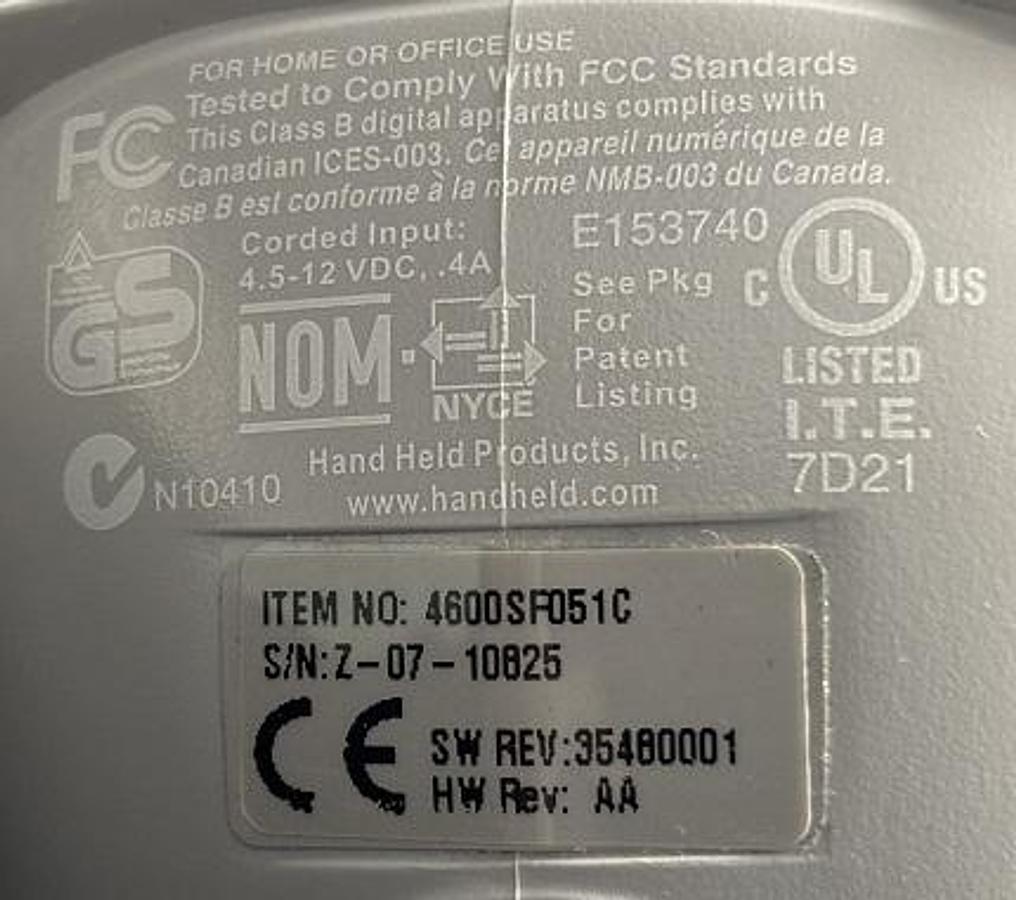 FOR HOME OR OFFICE USE
Tested to Comply With FCC Standards
FC
This Class B digital apparatus complies with
Canadian ICES-003. Cet appareil numérique de la
Classe B est conforme à la norme NMB-003 du Canada.
Corded Input:
4.5-12 VDC, .4A
GS
NOM
NYCE
E153740
See Pkg
For
Patent
Listing
C UL US
LISTED
I.T.E.
7D21
N10410
Hand Held Products, Inc.
www.handheld.com
ITEM NO: 4600SF051C
S/N:Z-07-10825
CE
SW REV:35480001
HW Rev: AA